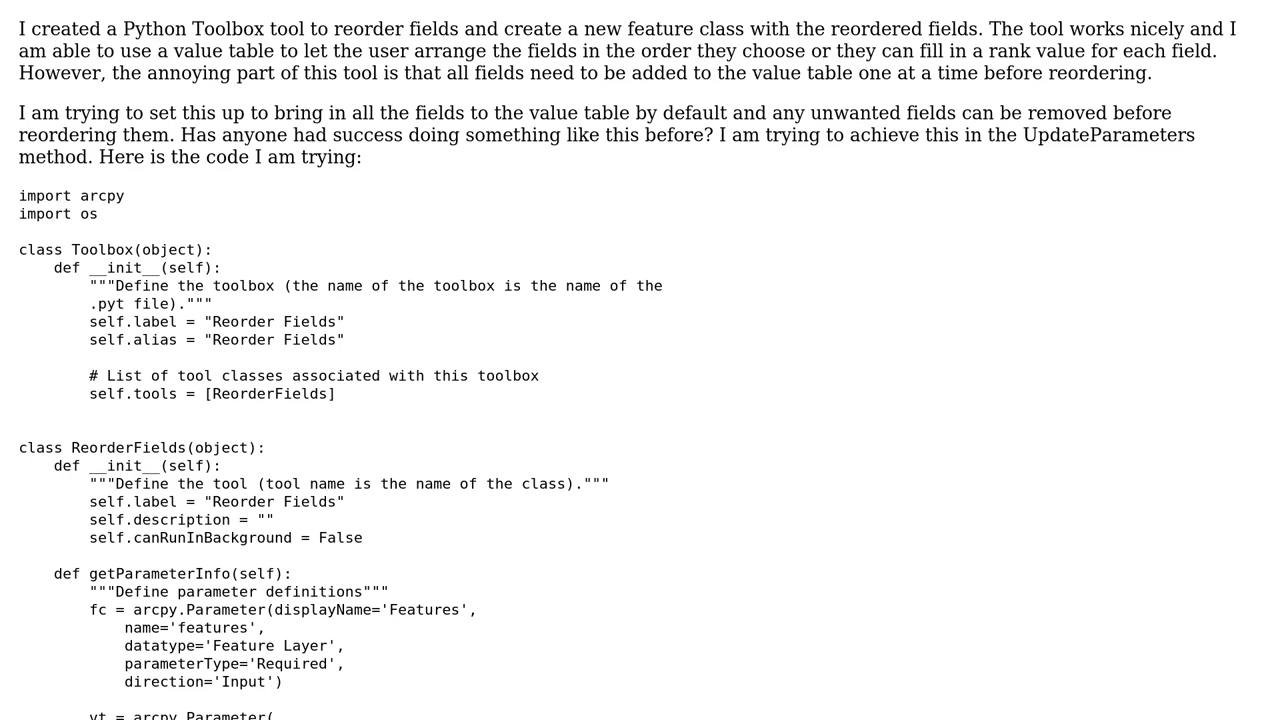 I created a Python Toolbox tool to reorder fields and create a new feature class with the reordered fields. The tool works nicely and I
am able to use a value table to let the user arrange the fields in the order they choose or they can fill in a rank value for each field.
However, the annoying part of this tool is that all fields need to be added to the value table one at a time before reordering.
I am trying to set this up to bring in all the fields to the value table by default and any unwanted fields can be removed before
reordering them. Has anyone had success doing something like this before? I am trying to achieve this in the UpdateParameters
method. Here is the code I am trying:
import arcpy
import os
class Toolbox(object):
    def __init__(self):
        """Define the toolbox (the name of the toolbox is the name of the
        .pyt file)."""
        self.label = "Reorder Fields"
        self.alias = "Reorder Fields"
        # List of tool classes associated with this toolbox
        self.tools = [ReorderFields]
class ReorderFields(object):
    def __init__(self):
        """Define the tool (tool name is the name of the class)."""
        self.label = "Reorder Fields"
        self.description = ""
        self.canRunInBackground = False
    def getParameterInfo(self):
        """Define parameter definitions"""
        fc = arcpy.Parameter(displayName='Features',
            name='features',
            datatype='Feature Layer',
            parameterType='Required',
            direction='Input')
        vt = arcpy.Parameter(